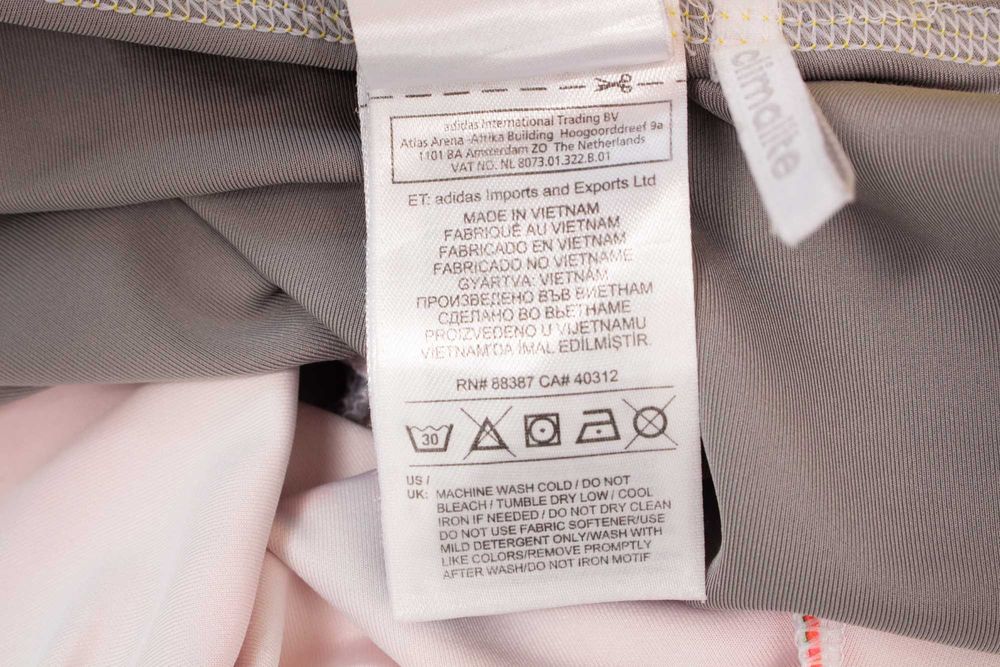 adidas International Trading BV
Atlas Arena -Afrika Building Hoogoorddreef 9a
1101 BA Amsterdam ZO The Netherlands
VAT NO. NL 8073.01.322.B.01
ET: adidas Imports and Exports Ltd
MADE IN VIETNAM
FABRIQUÉ AU VIETNAM
FABRICADO EN VIETNAM
FABRICADO NO VIETNAME
GYÁRTVA: VIETNÁM
ПРОИЗВЕДЕНО ВЪВ ВИЕТНАМ
СДЕЛАНО ВО ВЬЕТНАМЕ
PROIZVEDENO U VIJETNAMU
VIETNAM'DA İMAL EDİLMİŞTİR.
RN# 88387 CA# 40312
30
US /
UK: MACHINE WASH COLD / DO NOT
BLEACH / TUMBLE DRY LOW / COOL
IRON IF NEEDED / DO NOT DRY CLEAN
DO NOT USE FABRIC SOFTENER/USE
MILD DETERGENT ONLY/WASH WITH
LIKE COLORS/REMOVE PROMPTLY
AFTER WASH/DO NOT IRON MOTIF
climalite